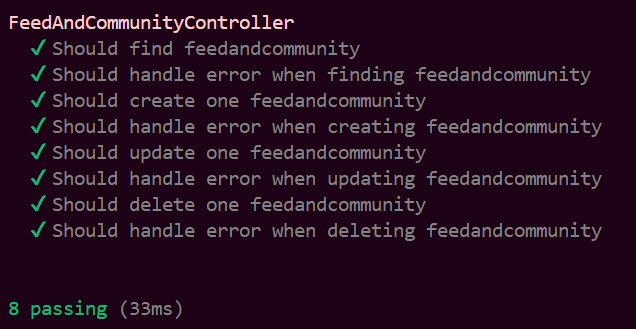 FeedAndCommunityController
✓ Should find feedandcommunity
✓ Should handle error when finding feedandcommunity
✓ Should create one feedandcommunity
✓ Should handle error when creating feedandcommunity
✓ Should update one feedandcommunity
✓ Should handle error when updating feedandcommunity
✓ Should delete one feedandcommunity
✓ Should handle error when deleting feedandcommunity
8 passing (33ms)